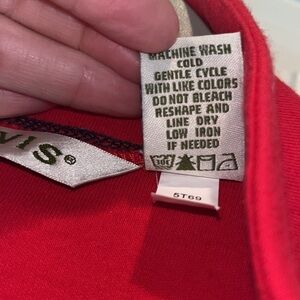 MACHINE WASH
COLD
GENTLE CYCLE
WITH LIKE COLORS
DO NOT BLEACH
RESHAPE AND
LINE DRY
LOW IRON
IF NEEDED
VIS®
5T69